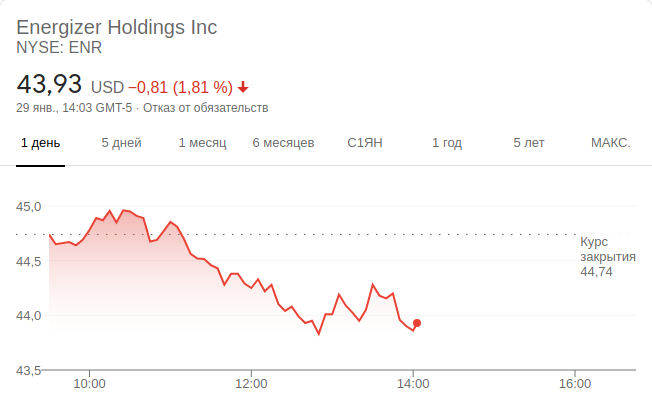 Energizer Holdings Inc
NYSE: ENR
43,93 USD −0,81 (1,81 %)
29 янв., 14:03 GMT-5 · Отказ от обязательств
1 день 5 дней 1 месяц 6 месяцев С1ЯН 1 год 5 лет МАКС.
45,0
Курс
закрытия
44,5
44,74
44,0
43,5
10:00 12:00 14:00 16:00